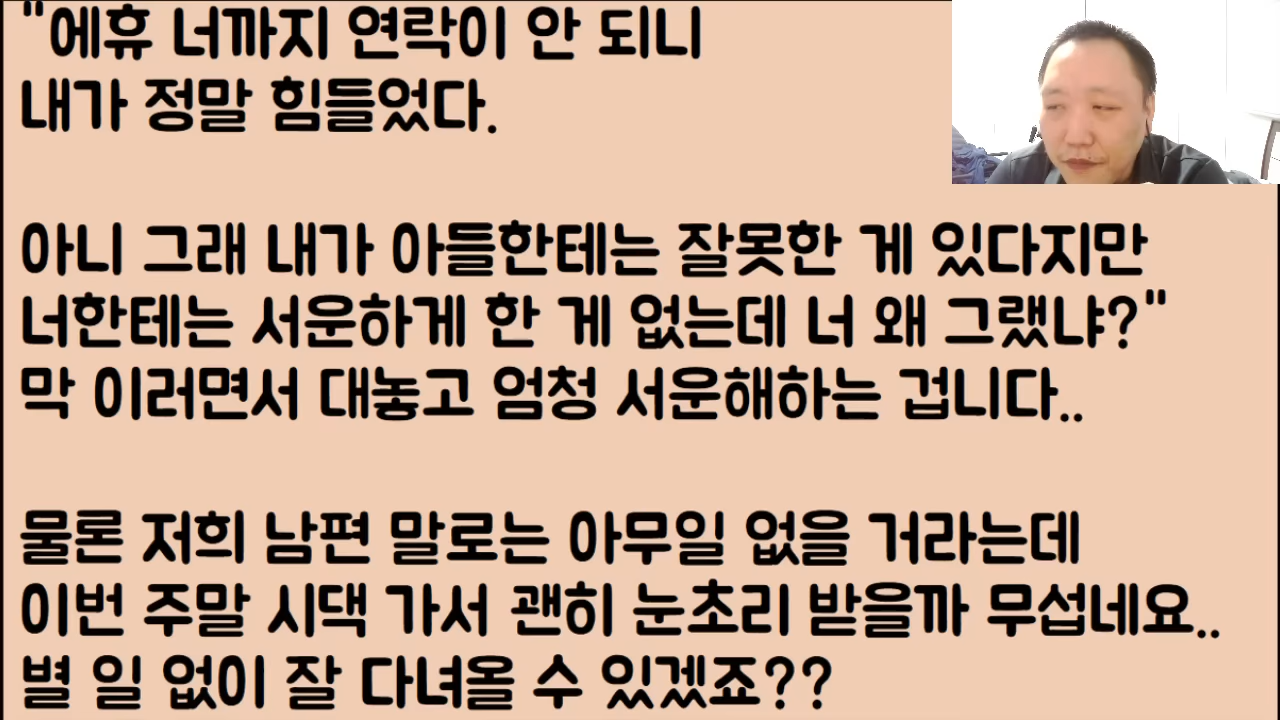 "에휴 너까지 연락이 안 되니
내가 정말 힘들었다.
아니 그래 내가 아들한테는 잘못한 게 있다지만
너한테는 서운하게 한 게 없는데 너 왜 그랬냐?"
막 이러면서 대놓고 엄청 서운해하는 겁니다..
물론 저희 남편 말로는 아무일 없을 거라는데
이번 주말 시댁 가서 괜히 눈초리 받을까 무섭네요..
별 일 없이 잘 다녀올 수 있겠죠??